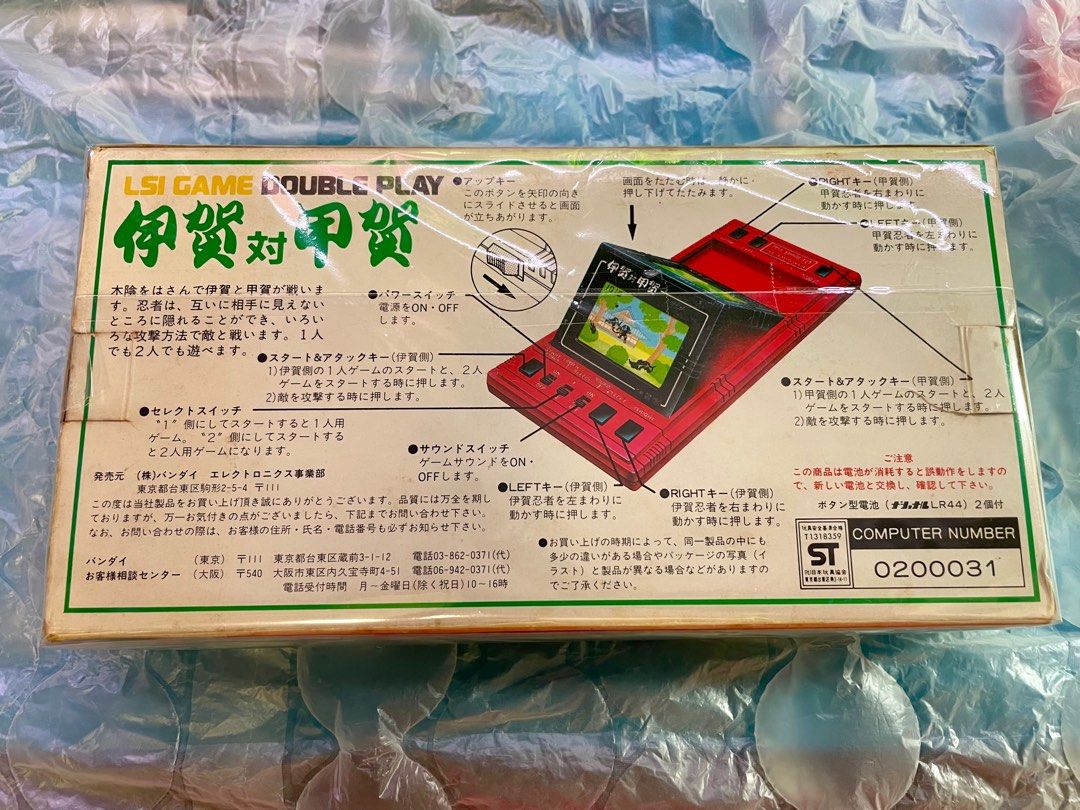 LSI GAME DOUBLE PLAY
伊賀対甲賀
木陰をはさんで伊賀と甲賀が戦いま
す。忍者は、互いに相手に見えない
ところに隠れることができ、いろい
ろな攻撃方法で敵と戦います。1人
でも2人でも遊べます。
●アップキー
このボタンを矢印の向き
にスライドさせると画面
が立ちあがります。
画面をたたむ時は、静かに
押し下げてたたみます。
●RIGHTキー(甲賀側)
甲賀忍者を右まわりに
動かす時に押します。
●LEFTキー(甲賀側)
甲賀忍者を左まわりに
動かす時に押します。
●パワースイッチ
電源をON・OFF
します。
伊賀対甲賀
●スタート&アタックキー(伊賀側)
1)伊賀側の1人ゲームのスタートと、2人
ゲームをスタートする時に押します。
2)敵を攻撃する時に押します。
●スタート&アタックキー(甲賀側)
1)甲賀側の1人ゲームのスタートと、2人
ゲームをスタートする時に押します。
2)敵を攻撃する時に押します。
●セレクトスイッチ
〝1〟側にしてスタートすると1人用
ゲーム。〝2〟側にしてスタートする
と2人用ゲームになります。
●サウンドスイッチ
ゲームサウンドをON・
OFFします。
●LEFTキー(伊賀側)
伊賀忍者を左まわりに
動かす時に押します。
●RIGHTキー(伊賀側)
伊賀忍者を右まわりに
動かす時に押します。
発売元 (株)バンダイ エレクトロニクス事業部
東京都台東区駒形2-5-4 〒111
この度は当社製品をお買い上げ頂き誠にありがとうございます。品質には万全を期し
ておりますが、万一お気付きの点がございましたら、下記までお問い合わせ下さい。
なお、お問い合わせの際は、お客様の住所・氏名・電話番号も必ずお知らせ下さい。
バンダイ
お客様相談センター
(東京) 〒111 東京都台東区蔵前3-1-12 電話03-862-0371(代)
(大阪) 〒540 大阪市東区内久宝寺町4-51 電話06-942-0371(代)
電話受付時間 月~金曜日(除く祝日)10~16時
●お買い上げの時期によって、同一製品の中にも
多少の違いがある場合やパッケージの写真(イ
ラスト)と製品が異なる場合などがありますの
でご了承ください。
ご注意
この商品は電池が消耗すると誤動作をしますの
で、新しい電池と交換し、確認して下さい。
ボタン型電池(ナショナルLR44)2個付
玩具安全基準合格
T1318359
ST
(社)日本玩具協会
COMPUTER NUMBER
0200031